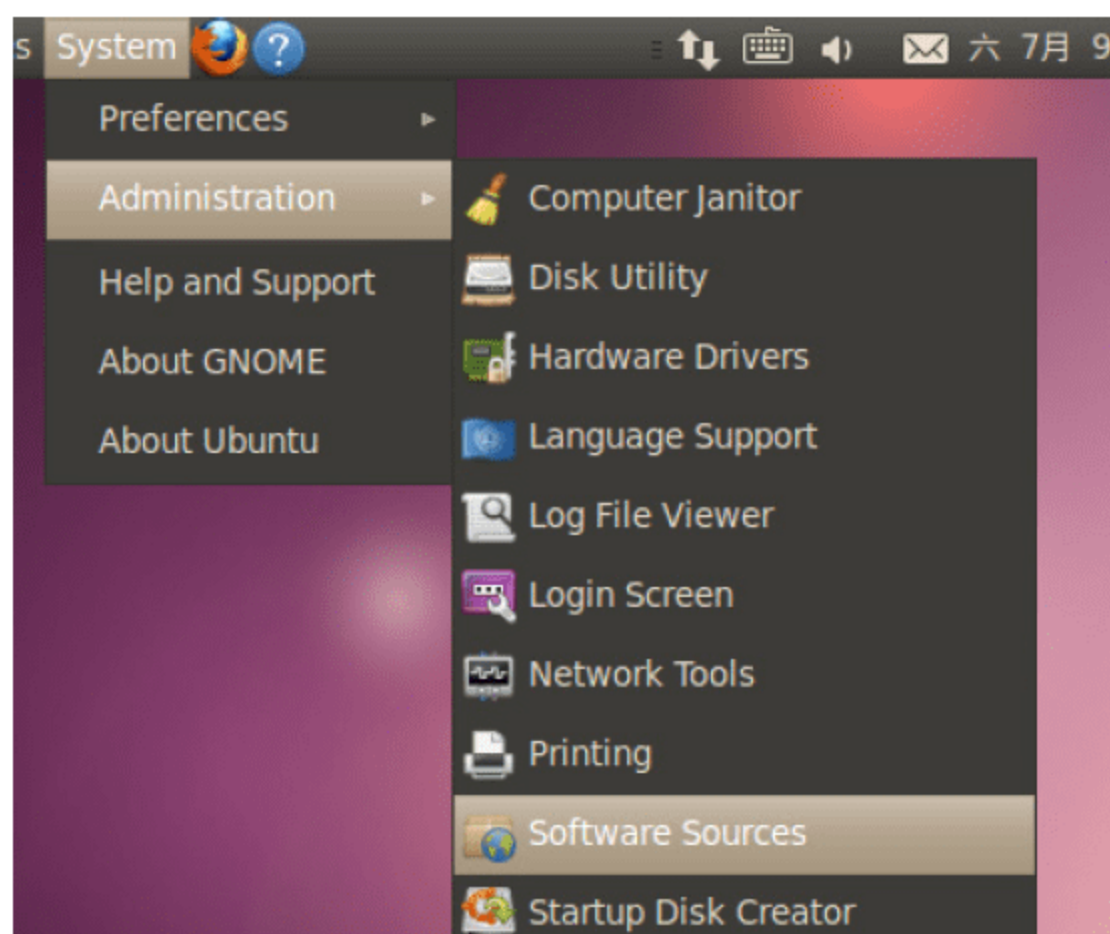 s System ? 六 7月 9
Preferences
Administration
Help and Support
About GNOME
About Ubuntu
Computer Janitor
Disk Utility
Hardware Drivers
Language Support
Log File Viewer
Login Screen
Network Tools
Printing
Software Sources
Startup Disk Creator